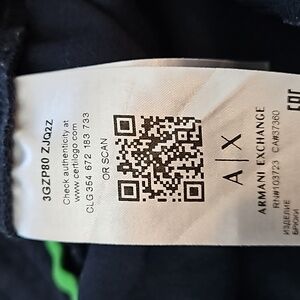 3GZP80 ZJQ2Z
Check authenticity at
www.certilogo.com
CLG 354 672 183 733
OR SCAN
A|X
ARMANI EXCHANGE
RN#103723 CA#37360
ИЗДЕЛИЕ
БРЮКИ
EAC